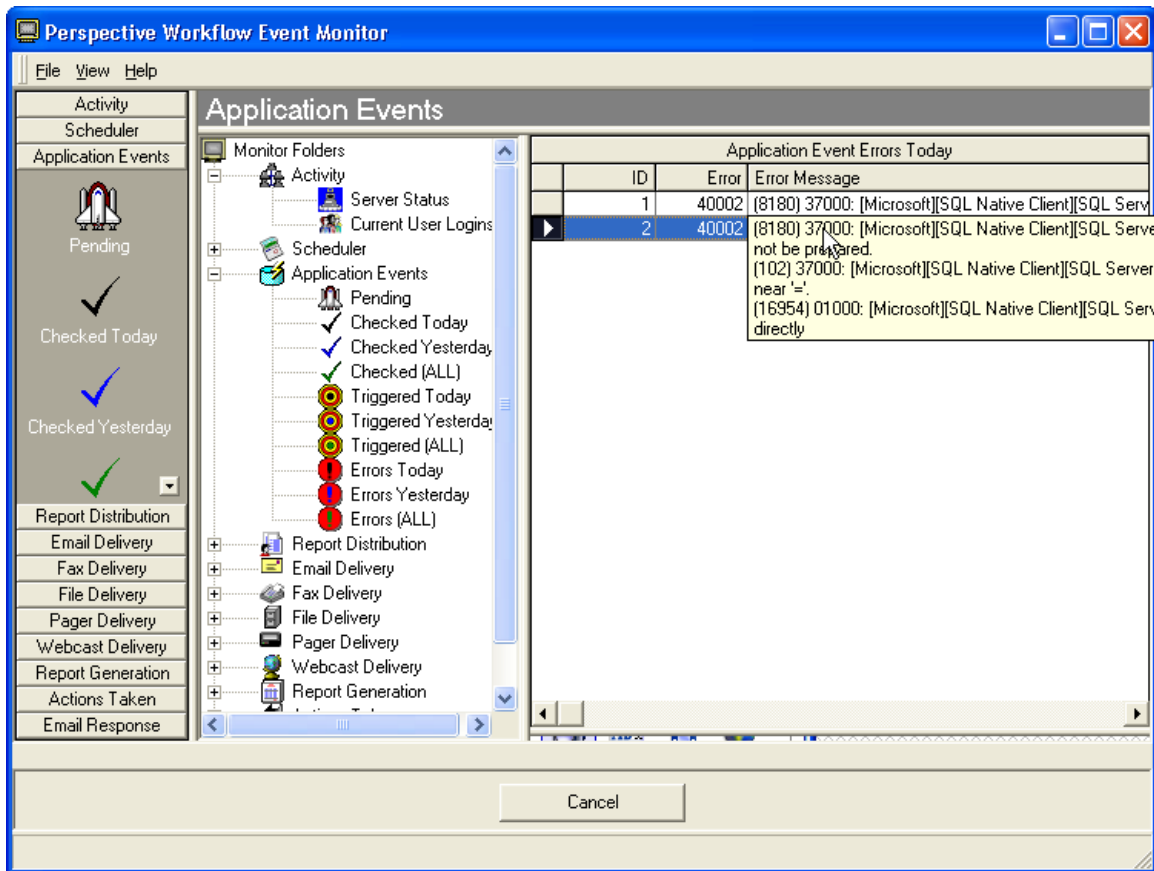 Perspective Workflow Event Monitor
File View Help
Activity
Scheduler
Application Events
Pending
Checked Today
Checked Yesterday
Report Distribution
Email Delivery
Fax Delivery
File Delivery
Pager Delivery
Webcast Delivery
Report Generation
Actions Taken
Email Response
Application Events
Monitor Folders
Activity
Server Status
Current User Logins
Scheduler
Application Events
Pending
Checked Today
Checked Yesterday
Checked (ALL)
Triggered Today
Triggered Yesterday
Triggered (ALL)
Errors Today
Errors Yesterday
Errors (ALL)
Report Distribution
Email Delivery
Fax Delivery
File Delivery
Pager Delivery
Webcast Delivery
Report Generation
Application Event Errors Today
ID Error Error Message
1 40002 (8180) 37000: [Microsoft][SQL Native Client][SQL Serv
2 40002 (8180) 37000: [Microsoft][SQL Native Client][SQL Serve
not be prepared.
(102) 37000: [Microsoft][SQL Native Client][SQL Server
near '='.
(16954) 01000: [Microsoft][SQL Native Client][SQL Serv
directly
Cancel